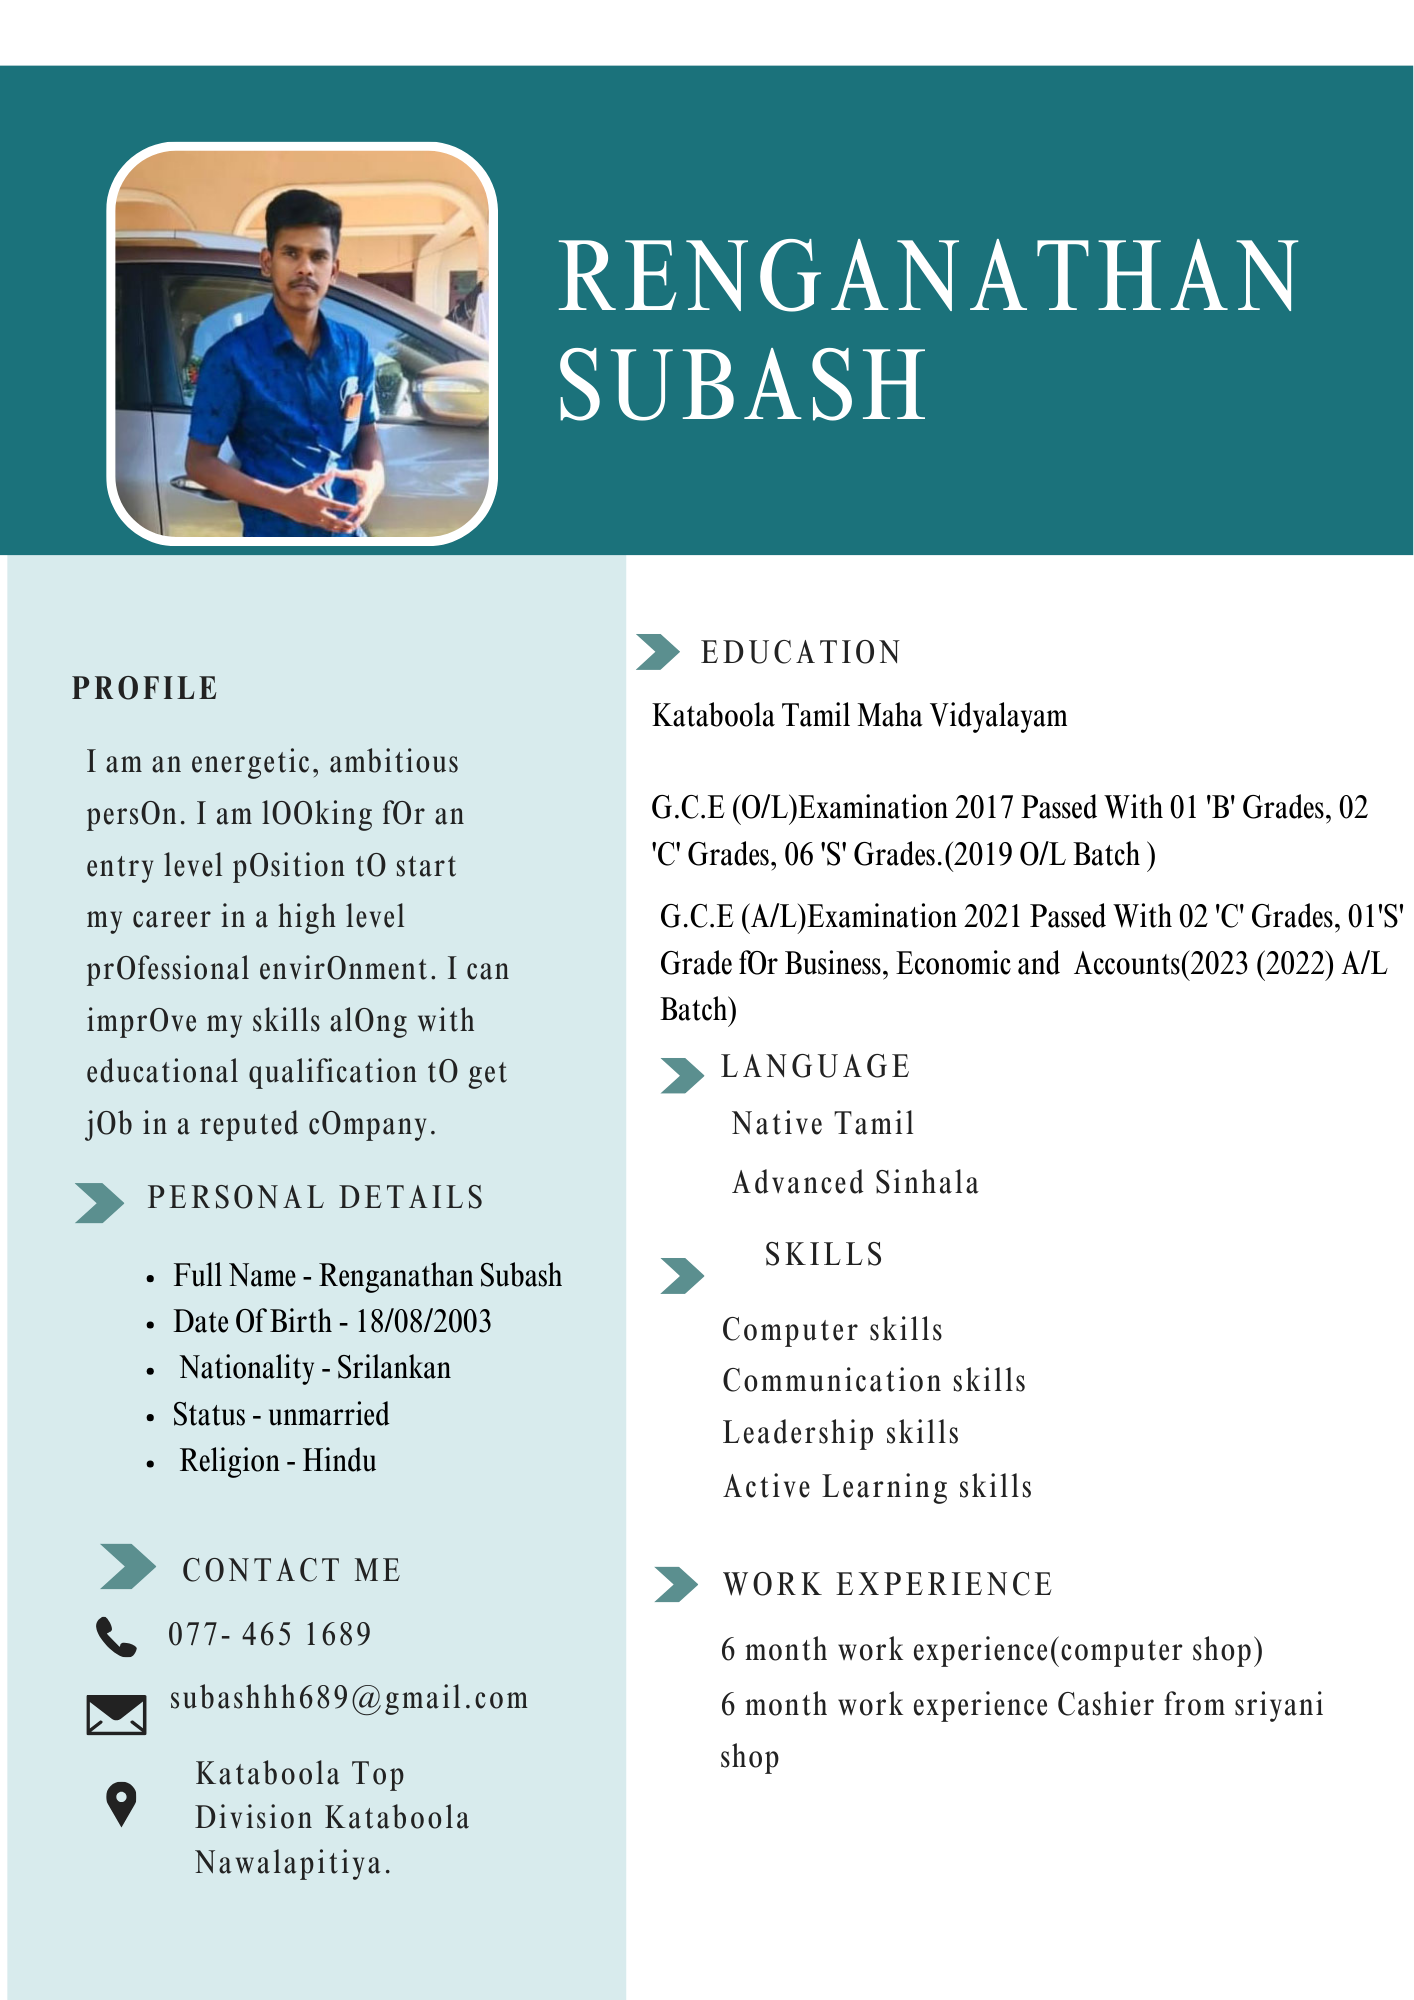 RENGANATHAN
SUBASH
PROFILE
I am an energetic, ambitious
persOn. I am lOOking fOr an
entry level pOsition tO start
my career in a high level
prOfessional envirOnment. I can
imprOve my skills alOng with
educational qualification tO get
jOb in a reputed cOmpany.
PERSONAL DETAILS
• Full Name - Renganathan Subash
• Date Of Birth - 18/08/2003
• Nationality - Srilankan
• Status - unmarried
• Religion - Hindu
CONTACT ME
077- 465 1689
subashhh689@gmail.com
Kataboola Top
Division Kataboola
Nawalapitiya.
EDUCATION
Kataboola Tamil Maha Vidyalayam
G.C.E (O/L)Examination 2017 Passed With 01 'B' Grades, 02
'C' Grades, 06 'S' Grades.(2019 O/L Batch )
G.C.E (A/L)Examination 2021 Passed With 02 'C' Grades, 01'S'
Grade fOr Business, Economic and  Accounts(2023 (2022) A/L
Batch)
LANGUAGE
Native Tamil
Advanced Sinhala
SKILLS
Computer skills
Communication skills
Leadership skills
Active Learning skills
WORK EXPERIENCE
6 month work experience(computer shop)
6 month work experience Cashier from sriyani
shop